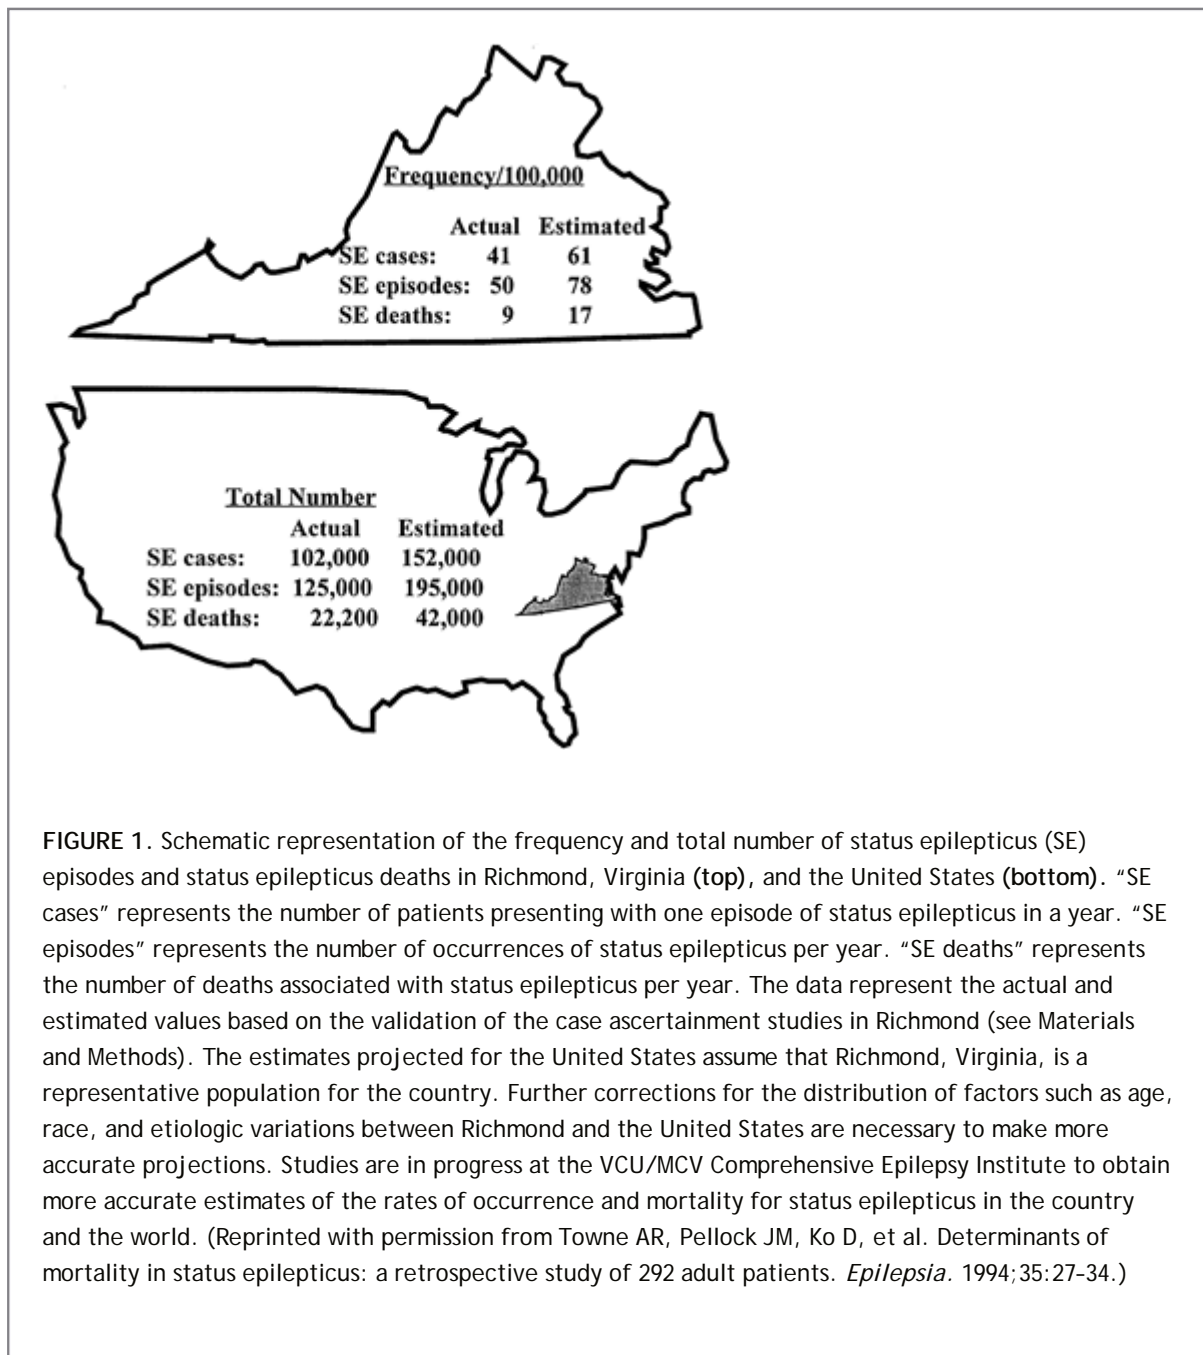 Frequency/100,000
Actual Estimated
SE cases: 41 61
SE episodes: 50 78
SE deaths: 9 17
Total Number
Actual Estimated
SE cases: 102,000 152,000
SE episodes: 125,000 195,000
SE deaths: 22,200 42,000
FIGURE 1. Schematic representation of the frequency and total number of status epilepticus (SE)
episodes and status epilepticus deaths in Richmond, Virginia (top), and the United States (bottom). “SE
cases” represents the number of patients presenting with one episode of status epilepticus in a year. “SE
episodes” represents the number of occurrences of status epilepticus per year. “SE deaths” represents
the number of deaths associated with status epilepticus per year. The data represent the actual and
estimated values based on the validation of the case ascertainment studies in Richmond (see Materials
and Methods). The estimates projected for the United States assume that Richmond, Virginia, is a
representative population for the country. Further corrections for the distribution of factors such as age,
race, and etiologic variations between Richmond and the United States are necessary to make more
accurate projections. Studies are in progress at the VCU/MCV Comprehensive Epilepsy Institute to obtain
more accurate estimates of the rates of occurrence and mortality for status epilepticus in the country
and the world. (Reprinted with permission from Towne AR, Pellock JM, Ko D, et al. Determinants of
mortality in status epilepticus: a retrospective study of 292 adult patients. Epilepsia. 1994;35:27–34.)